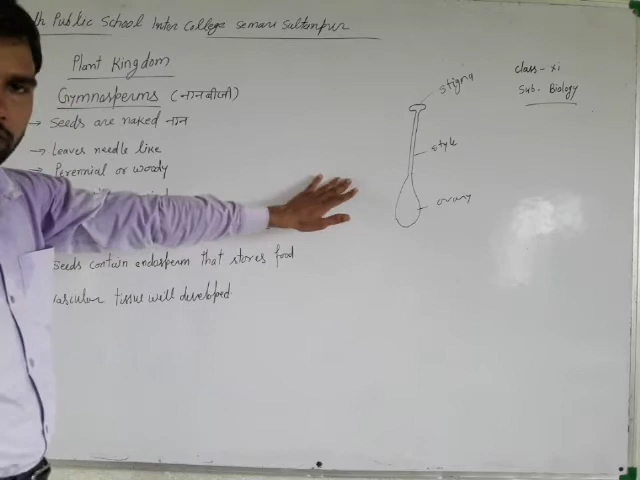 th Public School Inter College Semari Sultanpur
Plant Kingdom
class - xi
Sub. Biology
Gymnosperms (नग्नबीजी)
→ Seeds are naked नग्न
→ Leaves needle like
→ Perennial or woody
Seeds contain endosperm that stores food
Vascular tissue well developed
stigma
style
ovary